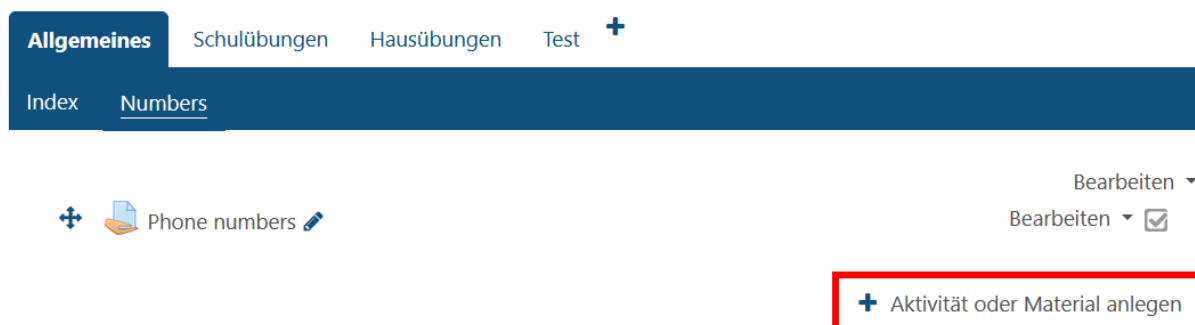 Allgemeines Schulübungen Hausübungen Test
Index Numbers
Bearbeiten
Phone numbers Bearbeiten
Aktivität oder Material anlegen